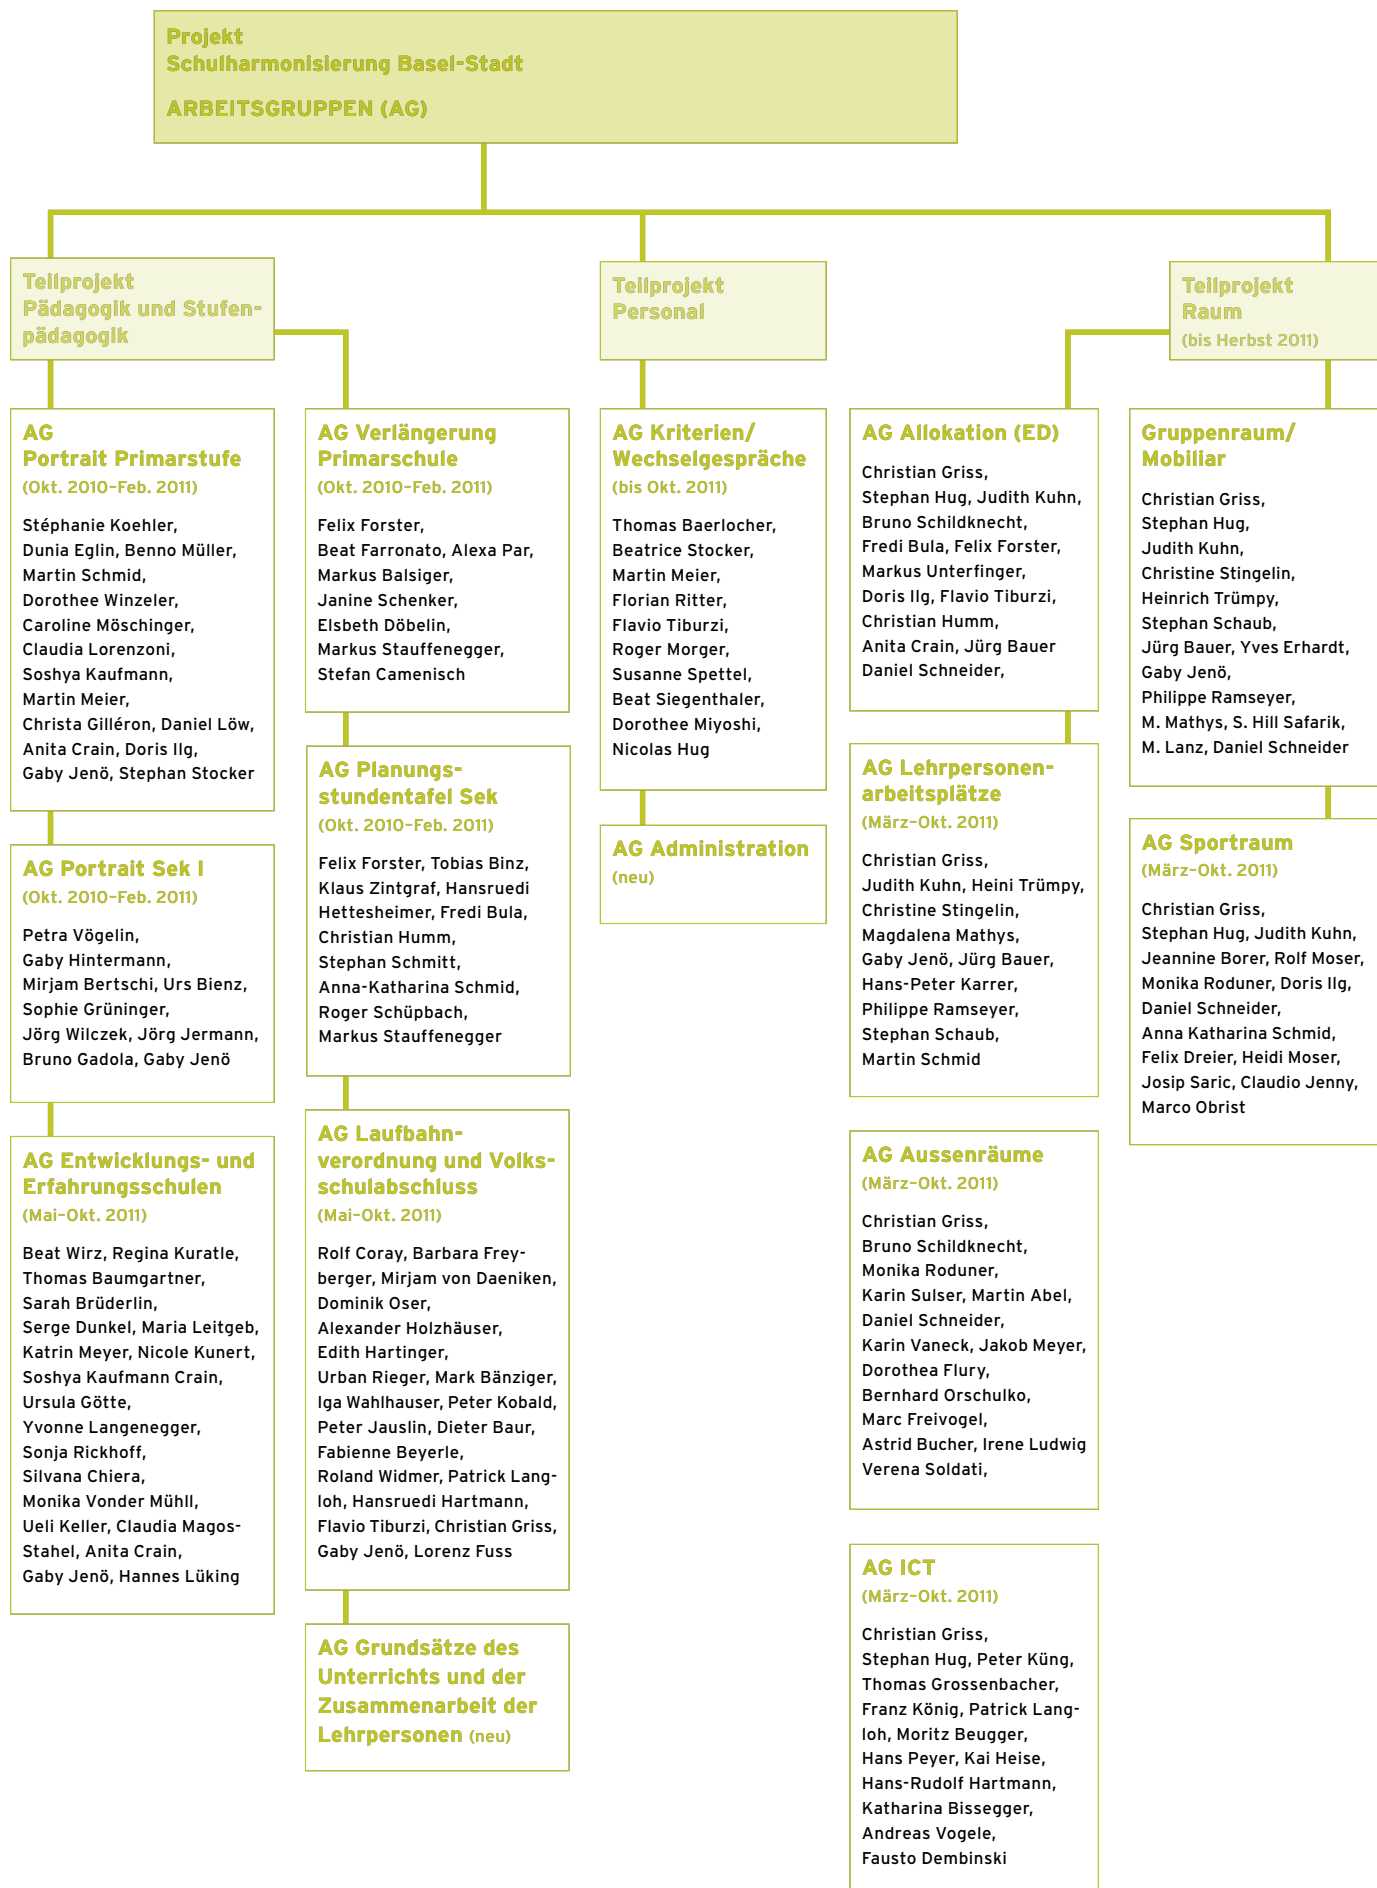 Projekt
Schulharmonisierung Basel-Stadt
ARBEITSGRUPPEN (AG)
Teilprojekt
Pädagogik und Stufen-
pädagogik
Teilprojekt
Personal
Teilprojekt
Raum
(bis Herbst 2011)
AG
Portrait Primarstufe
(Okt. 2010–Feb. 2011)
Stéphanie Koehler,
Dunia Eglin, Benno Müller,
Martin Schmid,
Dorothee Winzeler,
Caroline Möschinger,
Claudia Lorenzoni,
Soshya Kaufmann,
Martin Meier,
Christa Gilléron, Daniel Löw,
Anita Crain, Doris Ilg,
Gaby Jenö, Stephan Stocker
AG Portrait Sek I
(Okt. 2010–Feb. 2011)
Petra Vögelin,
Gaby Hintermann,
Mirjam Bertschi, Urs Bienz,
Sophie Grüninger,
Jörg Wilczek, Jörg Jermann,
Bruno Gadola, Gaby Jenö
AG Entwicklungs- und
Erfahrungsschulen
(Mai–Okt. 2011)
Beat Wirz, Regina Kuratle,
Thomas Baumgartner,
Sarah Brüderlin,
Serge Dunkel, Maria Leitgeb,
Katrin Meyer, Nicole Kunert,
Soshya Kaufmann Crain,
Ursula Götte,
Yvonne Langenegger,
Sonja Rickhoff,
Silvana Chiera,
Monika Vonder Mühll,
Ueli Keller, Claudia Magos-
Stahel, Anita Crain,
Gaby Jenö, Hannes Lüking
AG Verlängerung
Primarschule
(Okt. 2010–Feb. 2011)
Felix Forster,
Beat Farronato, Alexa Par,
Markus Balsiger,
Janine Schenker,
Elsbeth Döbelin,
Markus Stauffenegger,
Stefan Camenisch
AG Planungs-
stundentafel Sek
(Okt. 2010–Feb. 2011)
Felix Forster, Tobias Binz,
Klaus Zintgraf, Hansruedi
Hettesheimer, Fredi Bula,
Christian Humm,
Stephan Schmitt,
Anna-Katharina Schmid,
Roger Schüpbach,
Markus Stauffenegger
AG Laufbahn-
verordnung und Volks-
schulabschluss
(Mai–Okt. 2011)
Rolf Coray, Barbara Frey-
berger, Mirjam von Daeniken,
Dominik Oser,
Alexander Holzhäuser,
Edith Hartinger,
Urban Rieger, Mark Bänziger,
Iga Wahlhauser, Peter Kobald,
Peter Jauslin, Dieter Baur,
Fabienne Beyerle,
Roland Widmer, Patrick Lang-
loh, Hansruedi Hartmann,
Flavio Tiburzi, Christian Griss,
Gaby Jenö, Lorenz Fuss
AG Grundsätze des
Unterrichts und der
Zusammenarbeit der
Lehrpersonen (neu)
AG Kriterien/
Wechselgespräche
(bis Okt. 2011)
Thomas Baerlocher,
Beatrice Stocker,
Martin Meier,
Florian Ritter,
Flavio Tiburzi,
Roger Morger,
Susanne Spettel,
Beat Siegenthaler,
Dorothee Miyoshi,
Nicolas Hug
AG Administration
(neu)
AG Allokation (ED)
Christian Griss,
Stephan Hug, Judith Kuhn,
Bruno Schildknecht,
Fredi Bula, Felix Forster,
Markus Unterfinger,
Doris Ilg, Flavio Tiburzi,
Christian Humm,
Anita Crain, Jürg Bauer
Daniel Schneider,
AG Lehrpersonen-
arbeitsplätze
(März–Okt. 2011)
Christian Griss,
Judith Kuhn, Heini Trümpy,
Christine Stingelin,
Magdalena Mathys,
Gaby Jenö, Jürg Bauer,
Hans-Peter Karrer,
Philippe Ramseyer,
Stephan Schaub,
Martin Schmid
AG Aussenräume
(März–Okt. 2011)
Christian Griss,
Bruno Schildknecht,
Monika Roduner,
Karin Sulser, Martin Abel,
Daniel Schneider,
Karin Vaneck, Jakob Meyer,
Dorothea Flury,
Bernhard Orschulko,
Marc Freivogel,
Astrid Bucher, Irene Ludwig
Verena Soldati,
AG ICT
(März–Okt. 2011)
Christian Griss,
Stephan Hug, Peter Küng,
Thomas Grossenbacher,
Franz König, Patrick Lang-
loh, Moritz Beugger,
Hans Peyer, Kai Heise,
Hans-Rudolf Hartmann,
Katharina Bissegger,
Andreas Vogele,
Fausto Dembinski
Gruppenraum/
Mobiliar
Christian Griss,
Stephan Hug,
Judith Kuhn,
Christine Stingelin,
Heinrich Trümpy,
Stephan Schaub,
Jürg Bauer, Yves Erhardt,
Gaby Jenö,
Philippe Ramseyer,
M. Mathys, S. Hill Safarik,
M. Lanz, Daniel Schneider
AG Sportraum
(März–Okt. 2011)
Christian Griss,
Stephan Hug, Judith Kuhn,
Jeannine Borer, Rolf Moser,
Monika Roduner, Doris Ilg,
Daniel Schneider,
Anna Katharina Schmid,
Felix Dreier, Heidi Moser,
Josip Saric, Claudio Jenny,
Marco Obrist